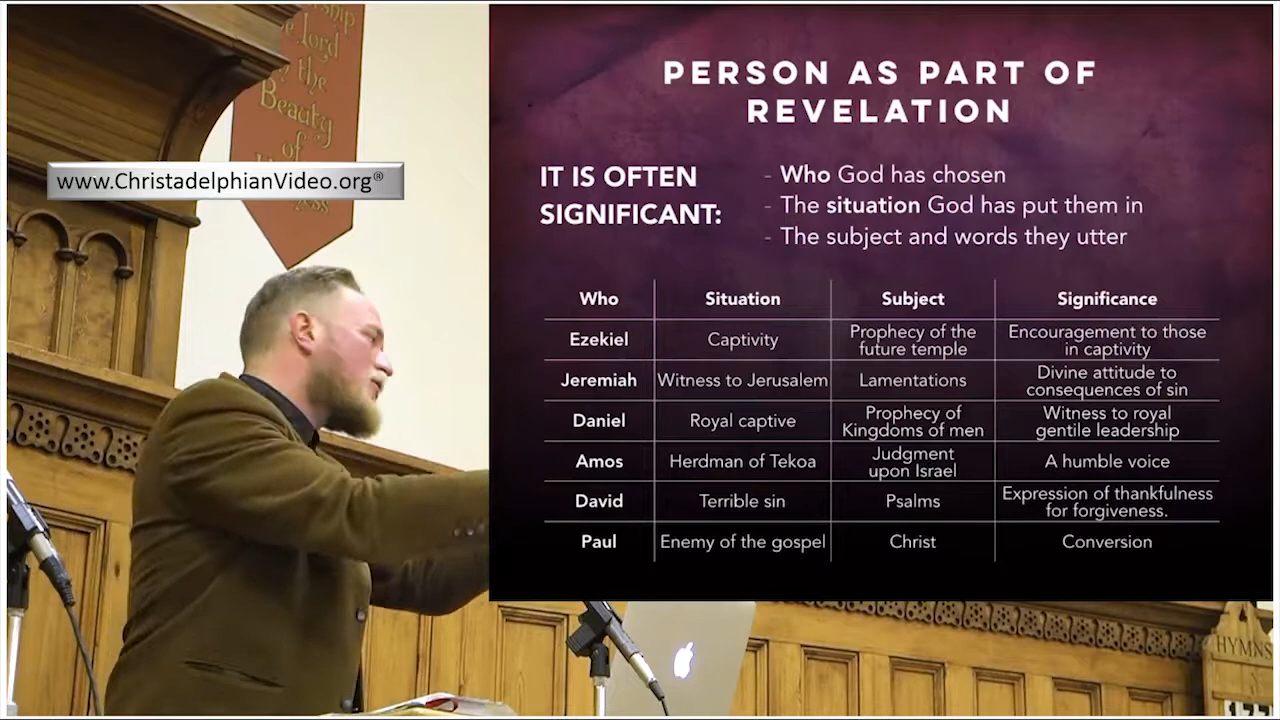 rship
e Lord
the
Beauty
of
ess
www.ChristadelphianVideo.org®
PERSON AS PART OF
REVELATION
IT IS OFTEN
SIGNIFICANT:
- Who God has chosen
- The situation God has put them in
- The subject and words they utter
Who Situation Subject Significance
Ezekiel Captivity Prophecy of the future temple Encouragement to those in captivity
Jeremiah Witness to Jerusalem Lamentations Divine attitude to consequences of sin
Daniel Royal captive Prophecy of Kingdoms of men Witness to royal gentile leadership
Amos Herdman of Tekoa Judgment upon Israel A humble voice
David Terrible sin Psalms Expression of thankfulness for forgiveness.
Paul Enemy of the gospel Christ Conversion
HYMNS